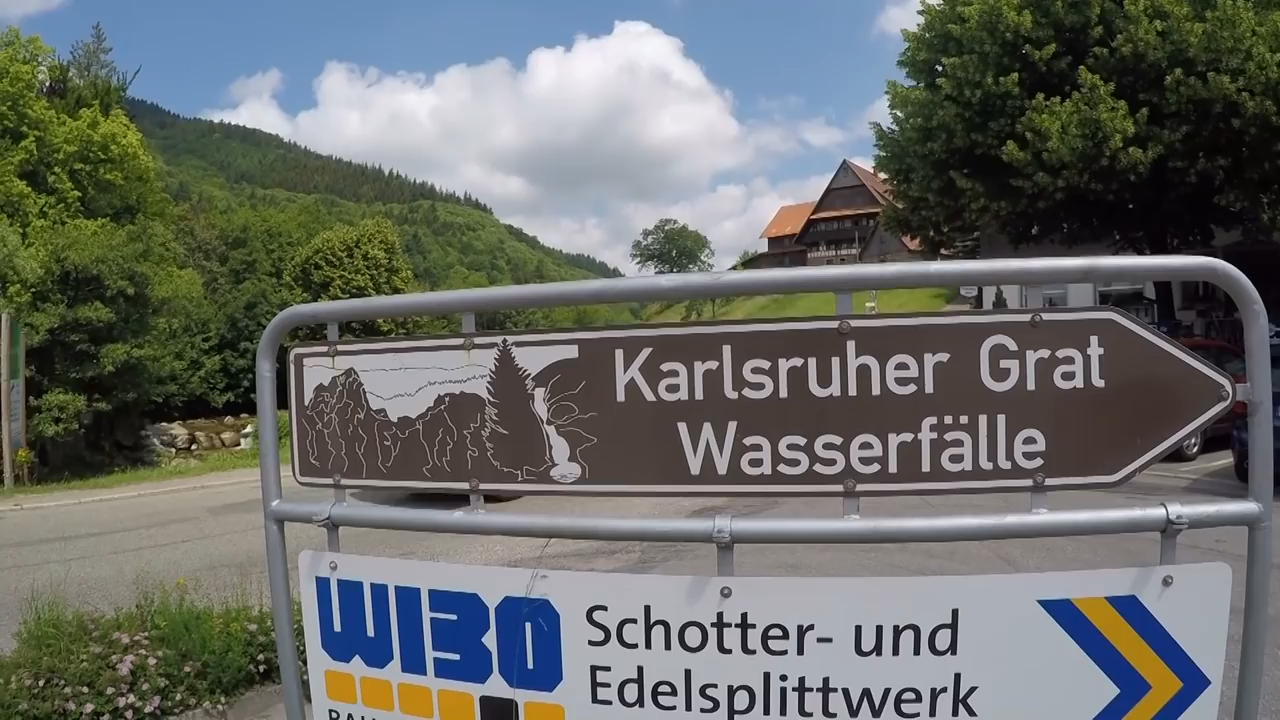 Karlsruher Grat
Wasserfälle
WIBO
Schotter- und
Edelsplittwerk